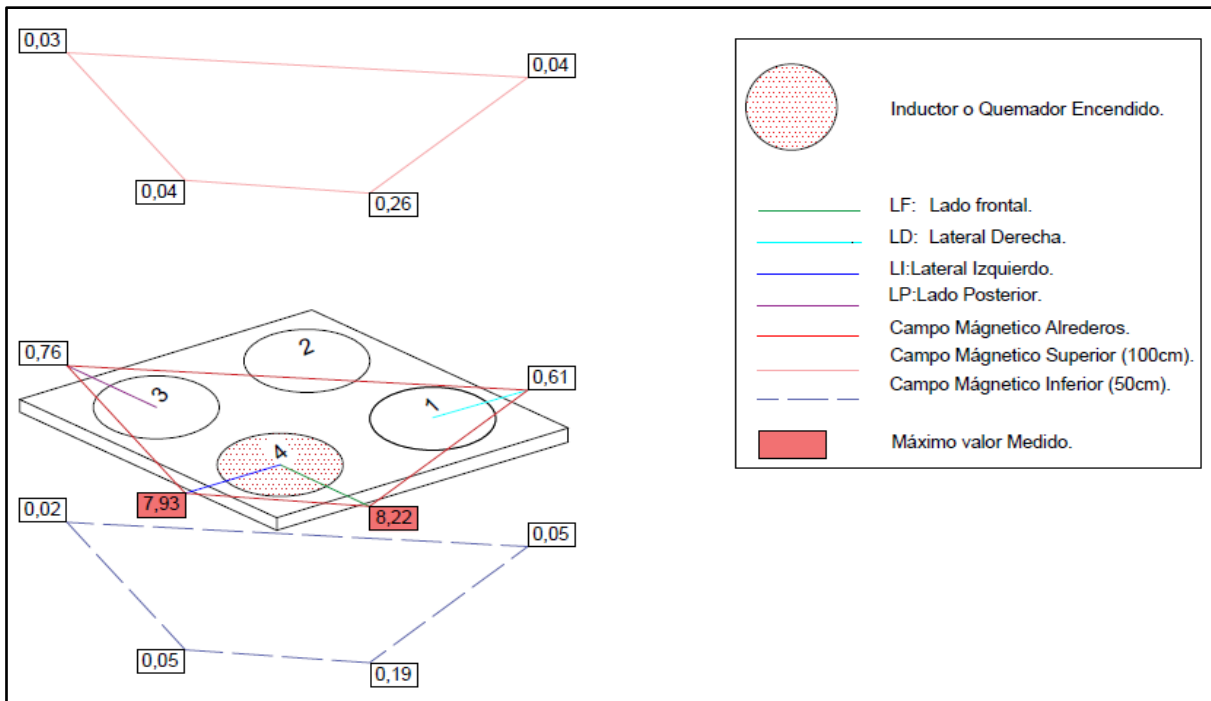 0,03
0,04
0,04
0,26
0,76
2
0,61
3
1
4
7,93
8,22
0,02
0,05
0,05
0,19
Inductor o Quemador Encendido.
LF: Lado frontal.
LD: Lateral Derecha.
LI:Lateral Izquierdo.
LP:Lado Posterior.
Campo Mágnetico Alrederos.
Campo Mágnetico Superior (100cm).
Campo Mágnetico Inferior (50cm).
Máximo valor Medido.